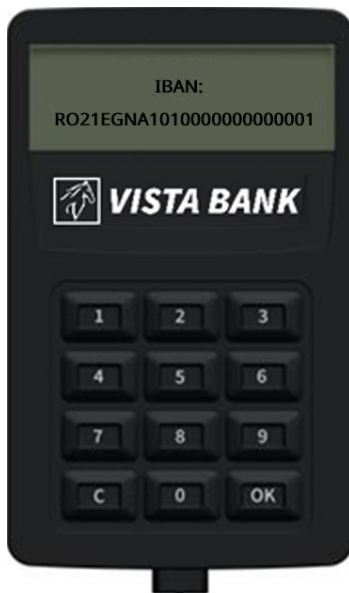 IBAN:
RO21EGNA1010000000000001
VISTA BANK
1 2 3
4 5 6
7 8 9
C 0 OK